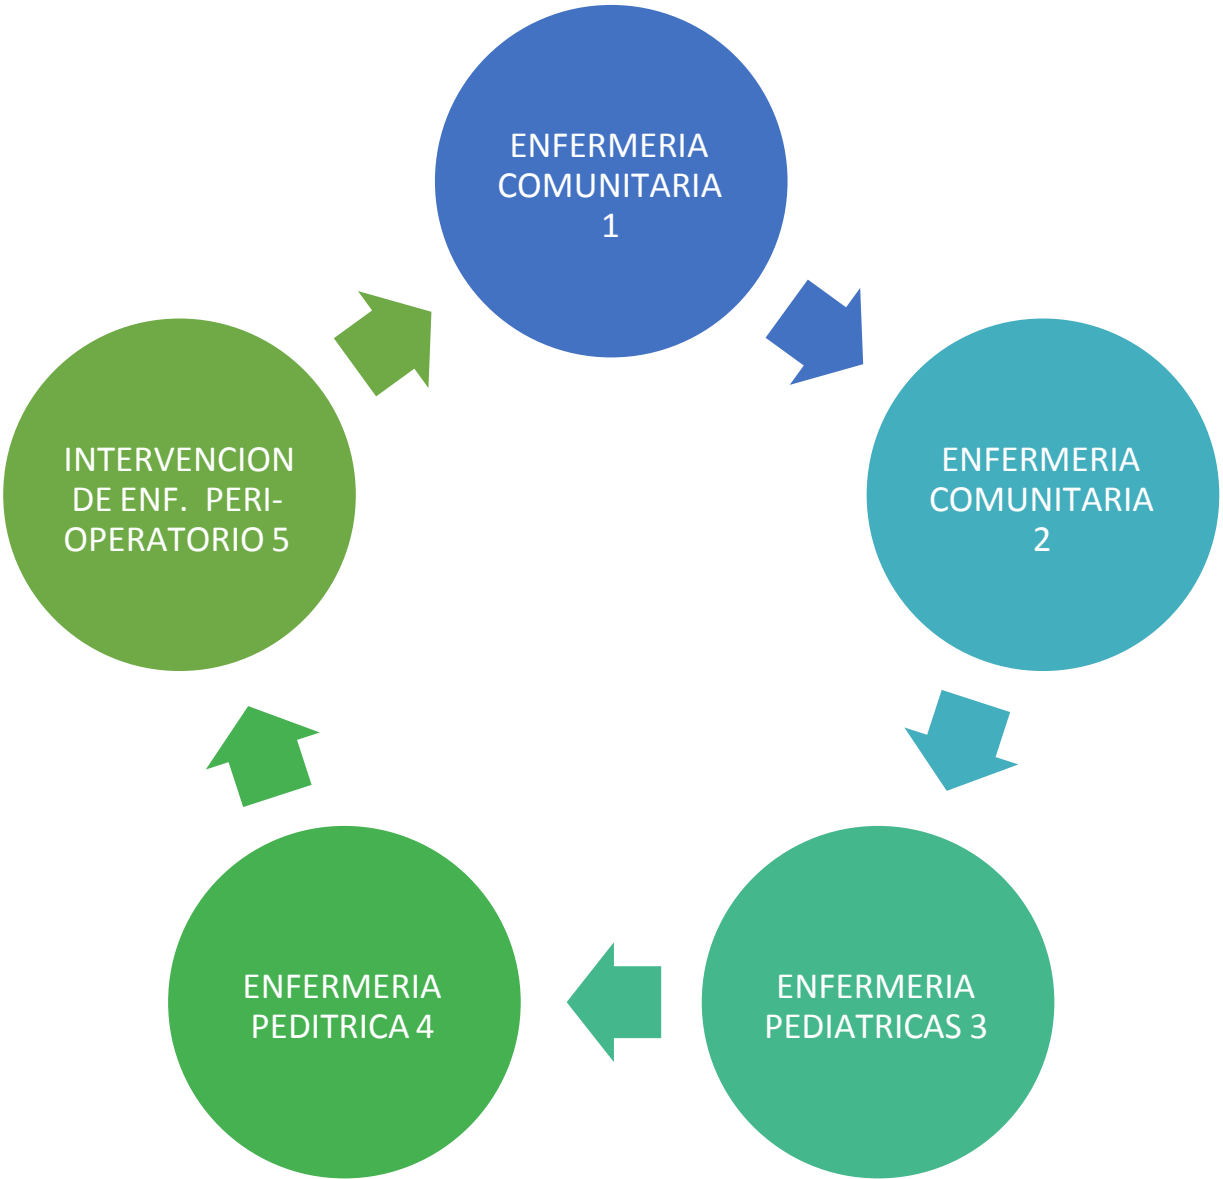 ENFERMERIA
COMUNITARIA
1
ENFERMERIA
COMUNITARIA
2
ENFERMERIA
PEDIATRICAS 3
ENFERMERIA
PEDITRICA 4
INTERVENCION
DE ENF. PERI-
OPERATORIO 5